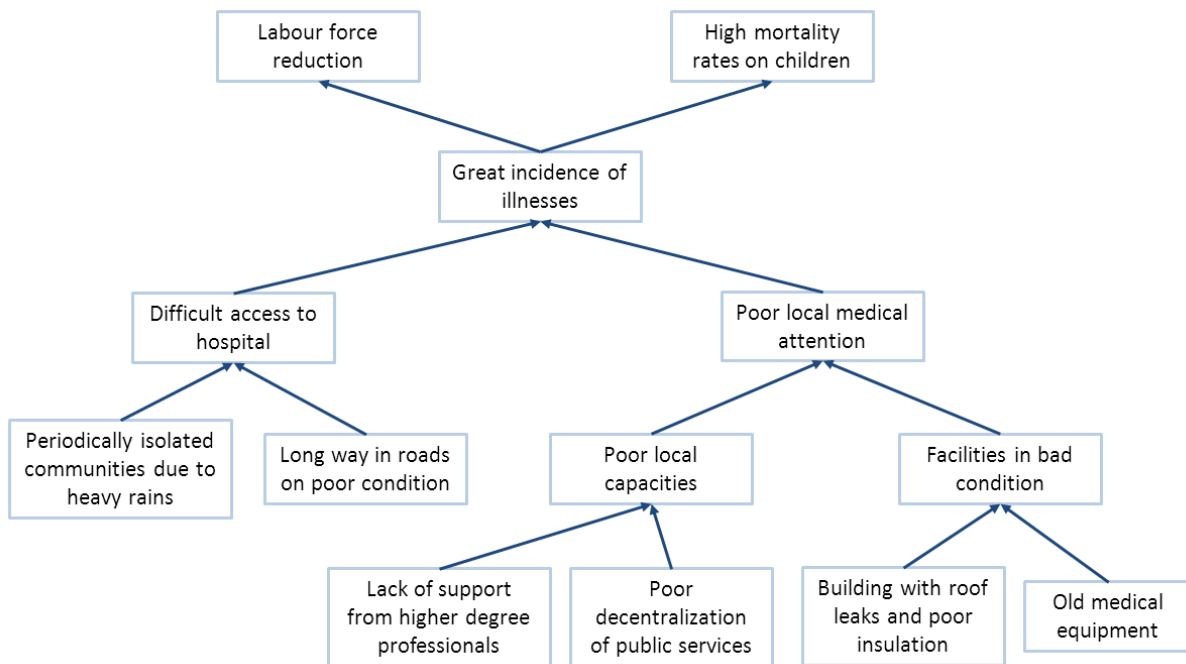 Labour force
reduction
High mortality
rates on children
Great incidence of
illnesses
Difficult access to
hospital
Poor local medical
attention
Periodically isolated
communities due to
heavy rains
Long way in roads
on poor condition
Poor local
capacities
Facilities in bad
condition
Lack of support
from higher degree
professionals
Poor
decentralization
of public services
Building with roof
leaks and poor
insulation
Old medical
equipment